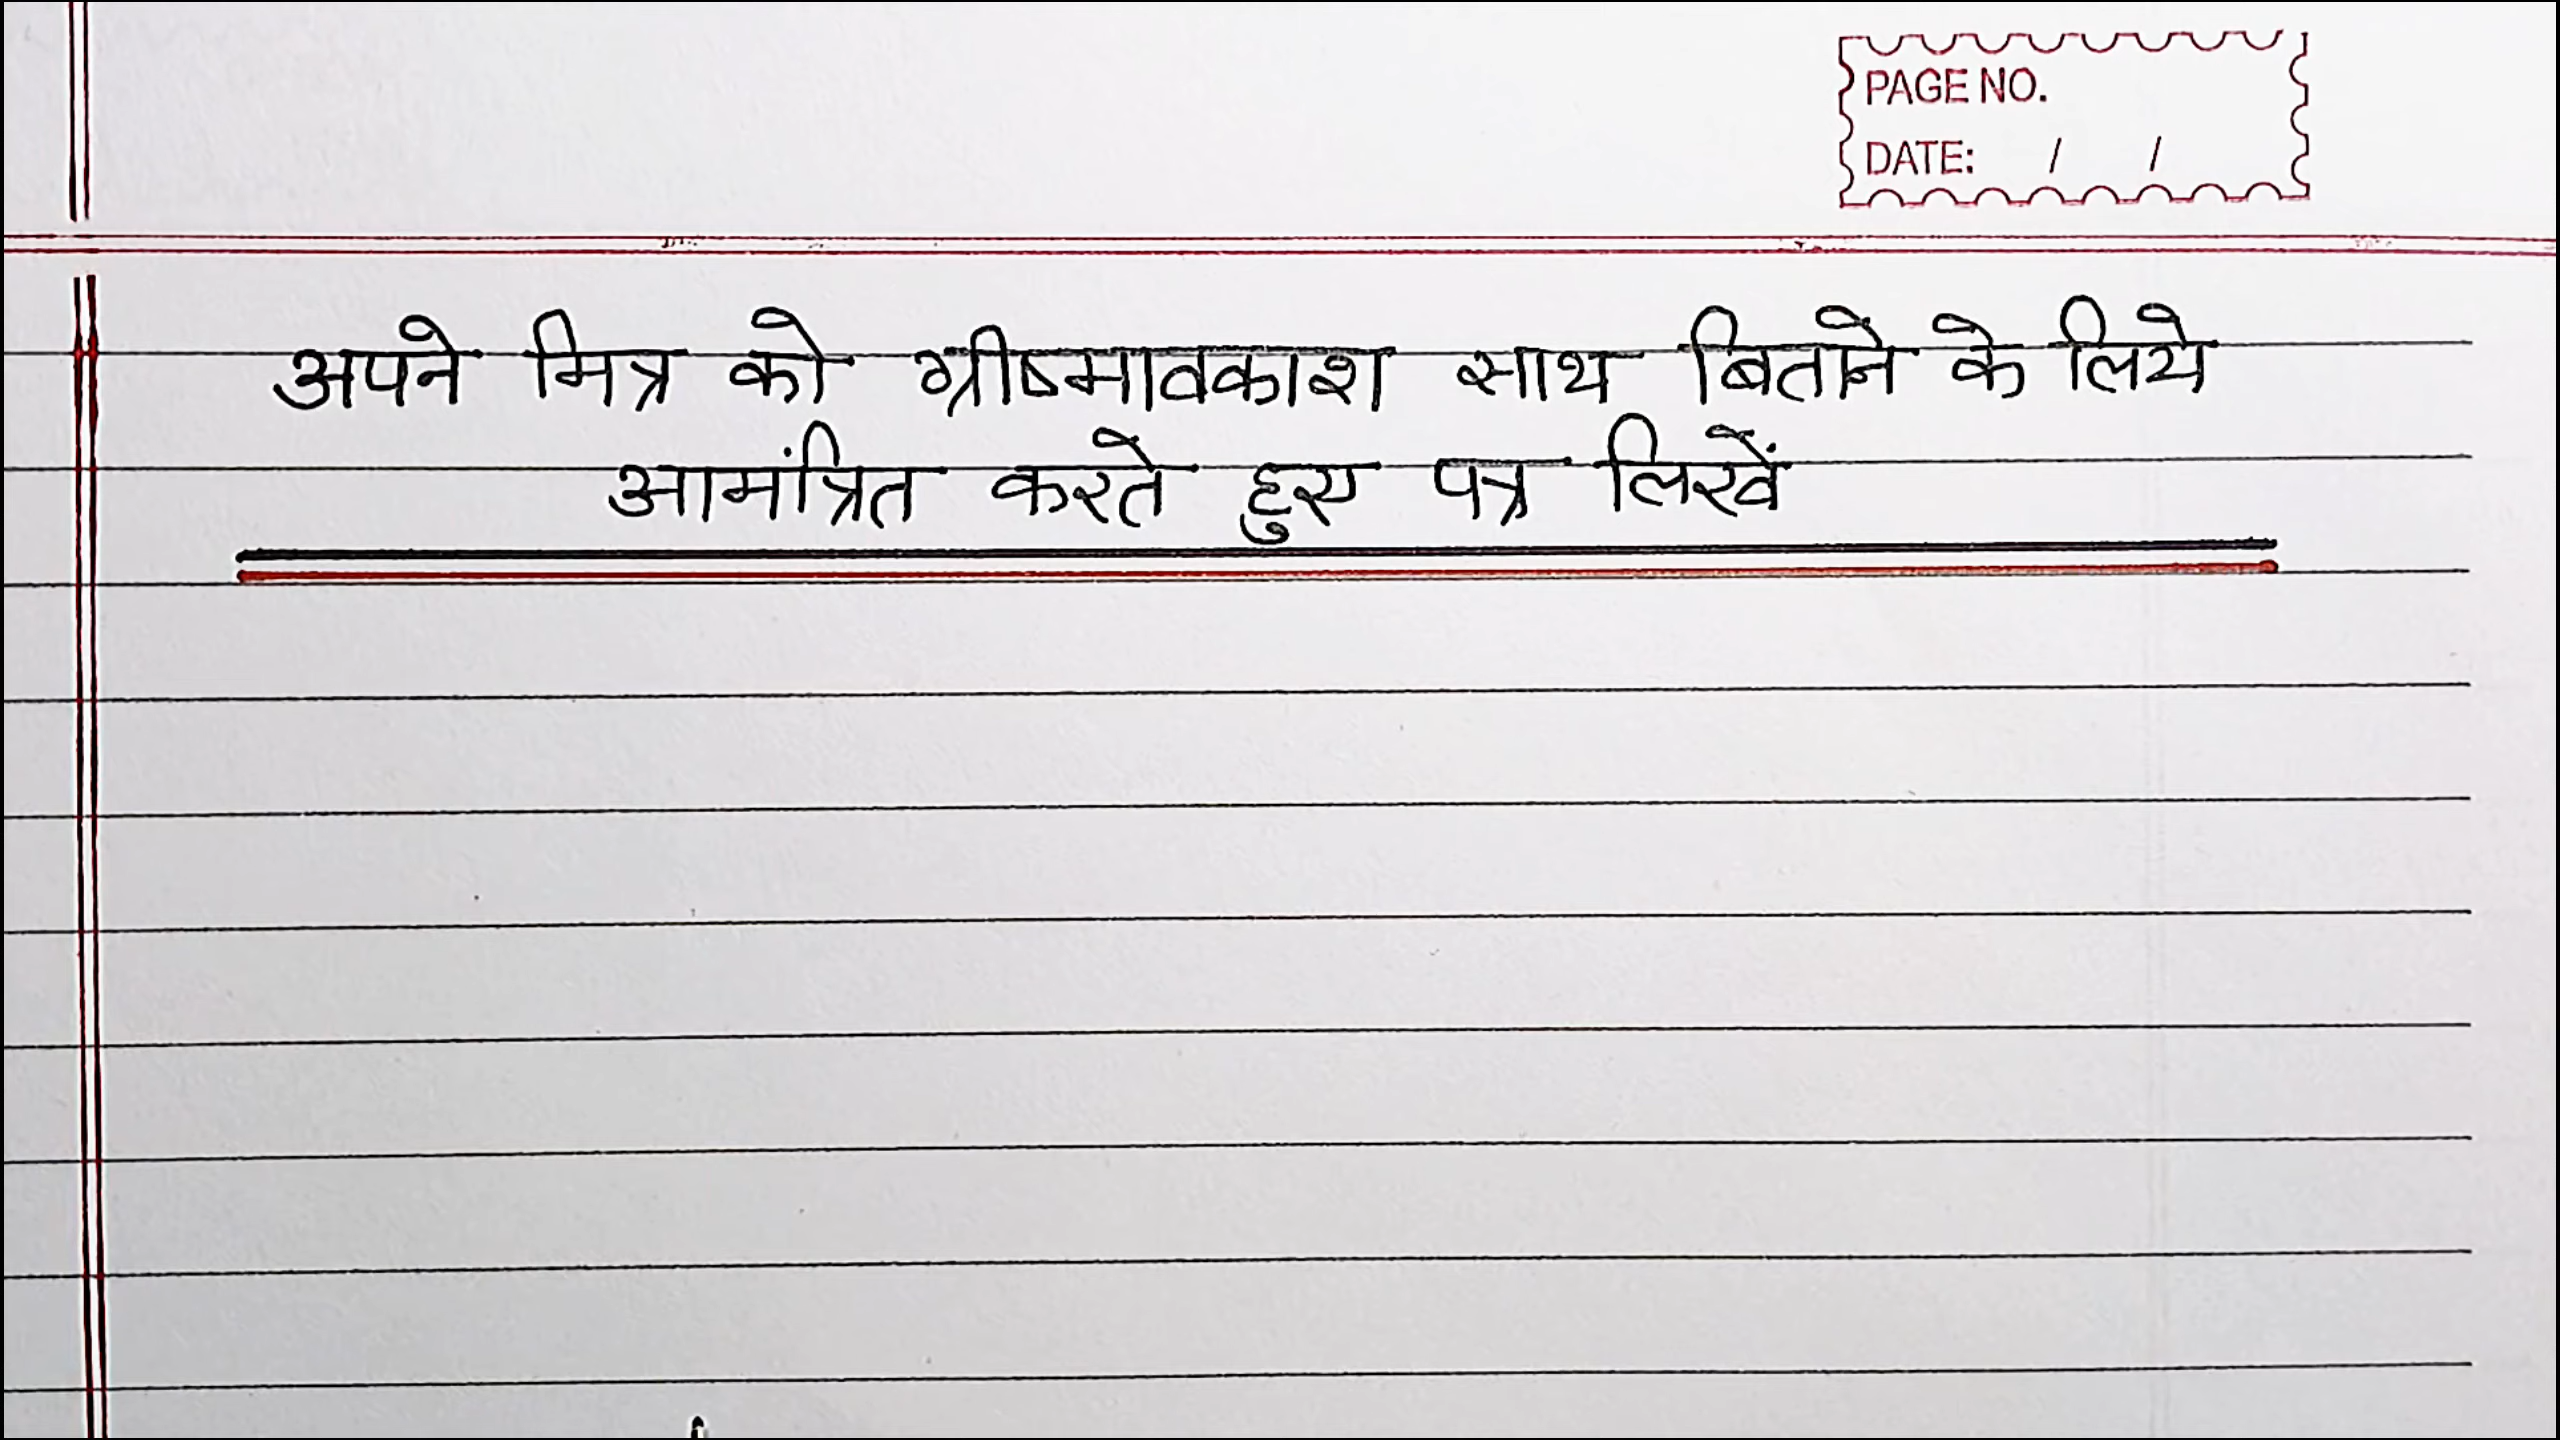 PAGE NO.
DATE: / /
अपने मित्र को ग्रीष्मावकाश साथ बिताने के लिये
आमंत्रित करते हुए पत्र लिखें